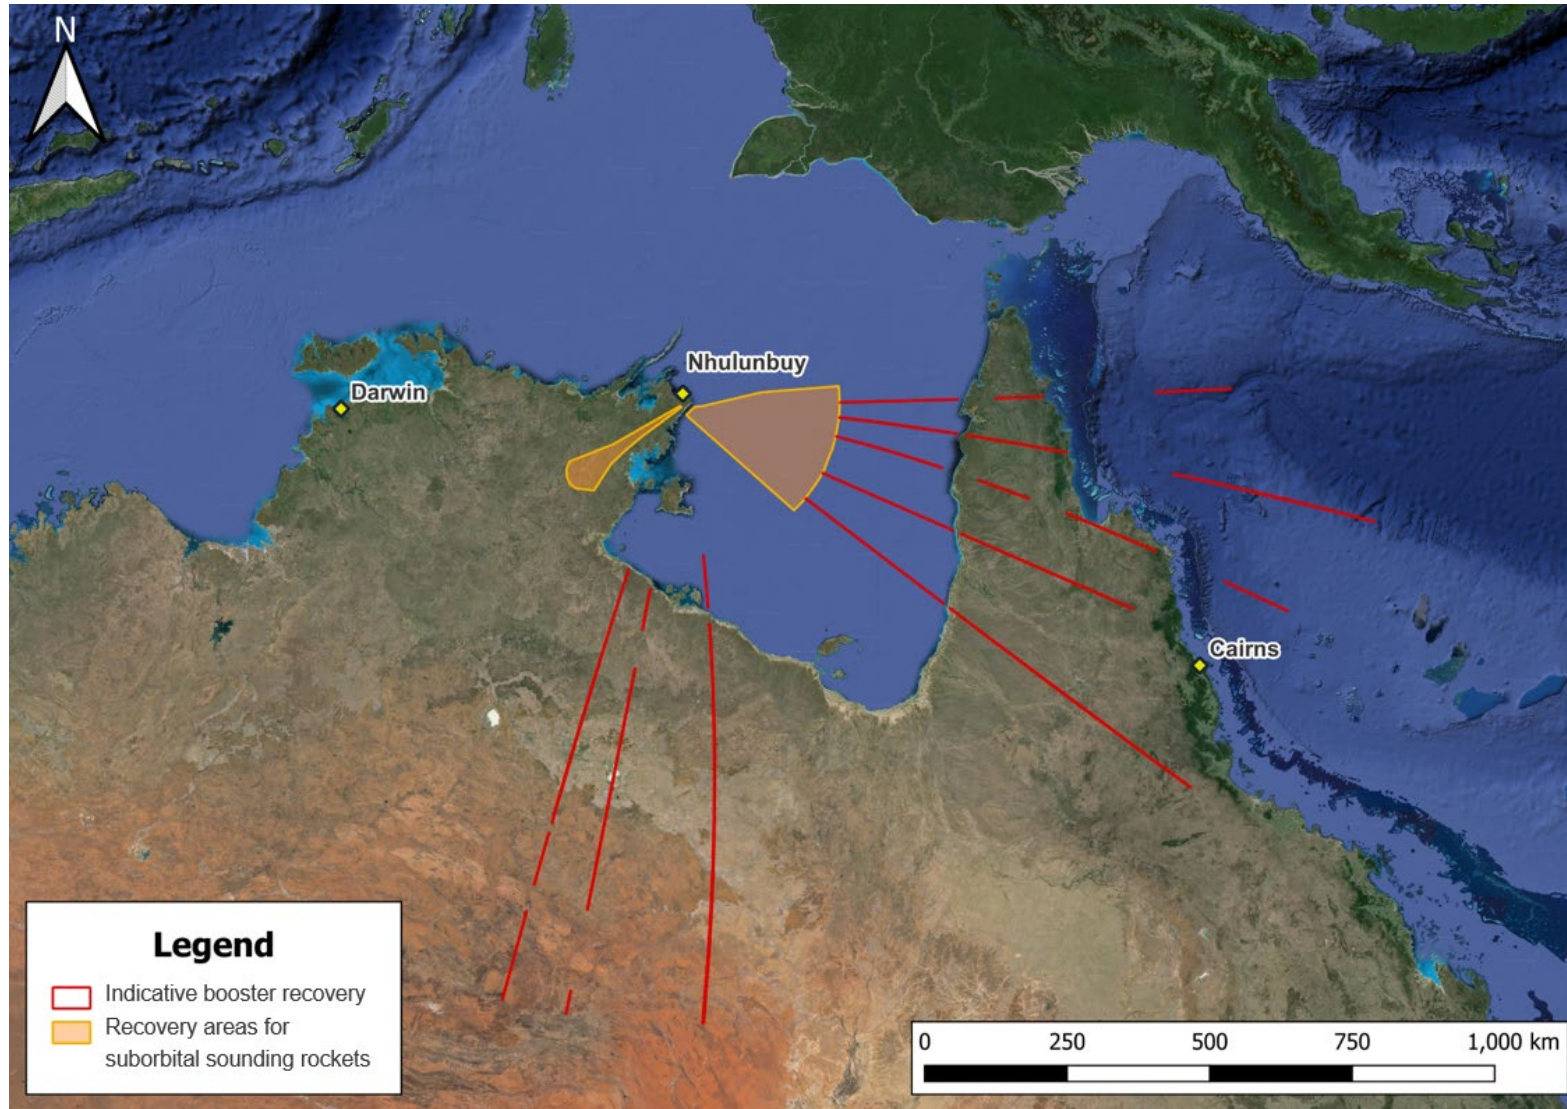 N
Nhulunbuy
Darwin
Cairns
Legend
Indicative booster recovery
Recovery areas for
suborbital sounding rockets
0 250 500 750 1,000 km